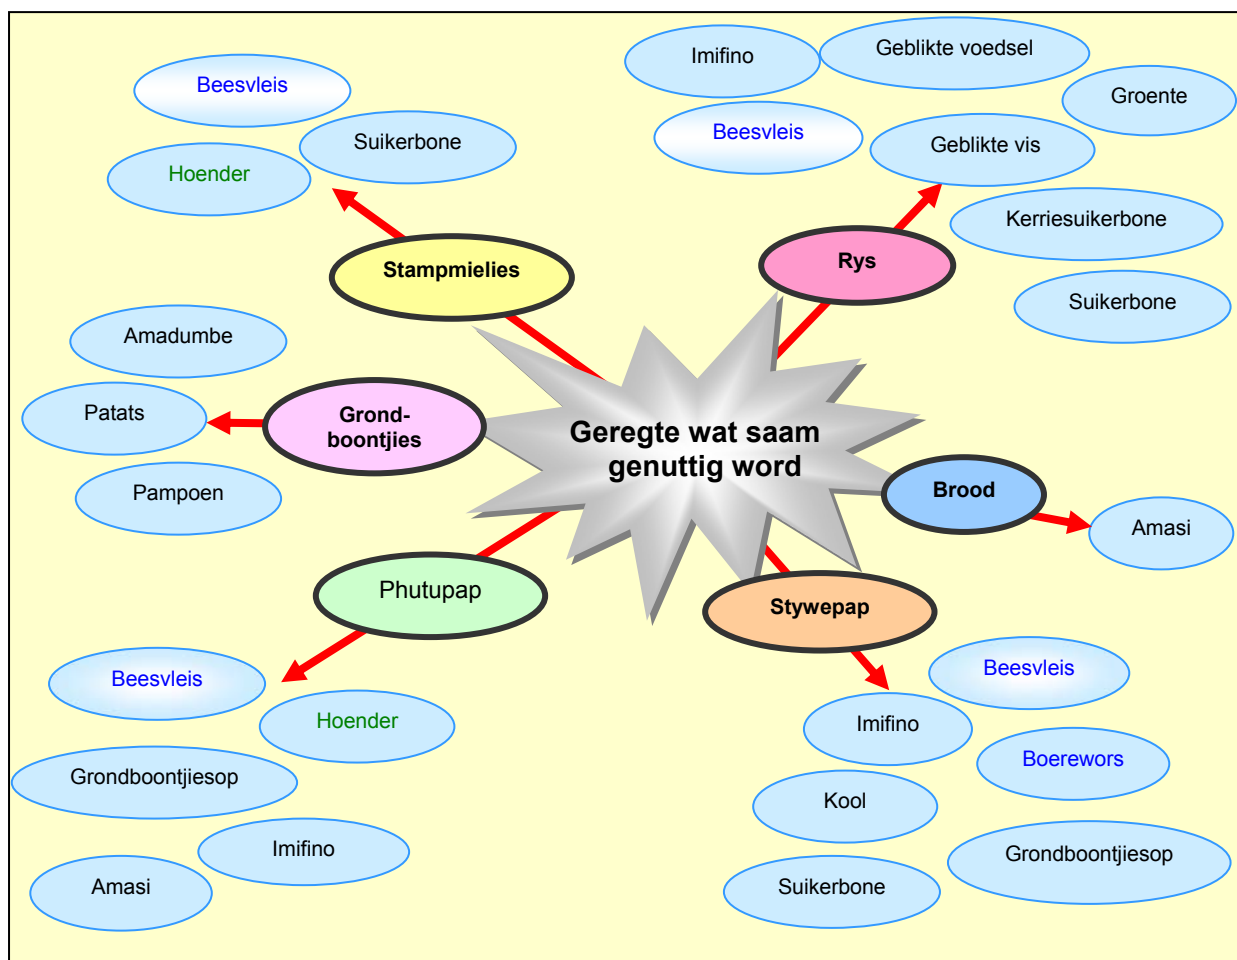 Geregte wat saam
genuttig word
Stampmielies
Beesvleis
Suikerbone
Hoender
Rys
Imifino
Geblikte voedsel
Groente
Beesvleis
Geblikte vis
Kerriesuikerbone
Suikerbone
Grond-
boontjies
Amadumbe
Patats
Pampoen
Brood
Amasi
Phutupap
Beesvleis
Hoender
Grondboontjiesop
Imifino
Amasi
Stywepap
Beesvleis
Imifino
Boerewors
Kool
Grondboontjiesop
Suikerbone